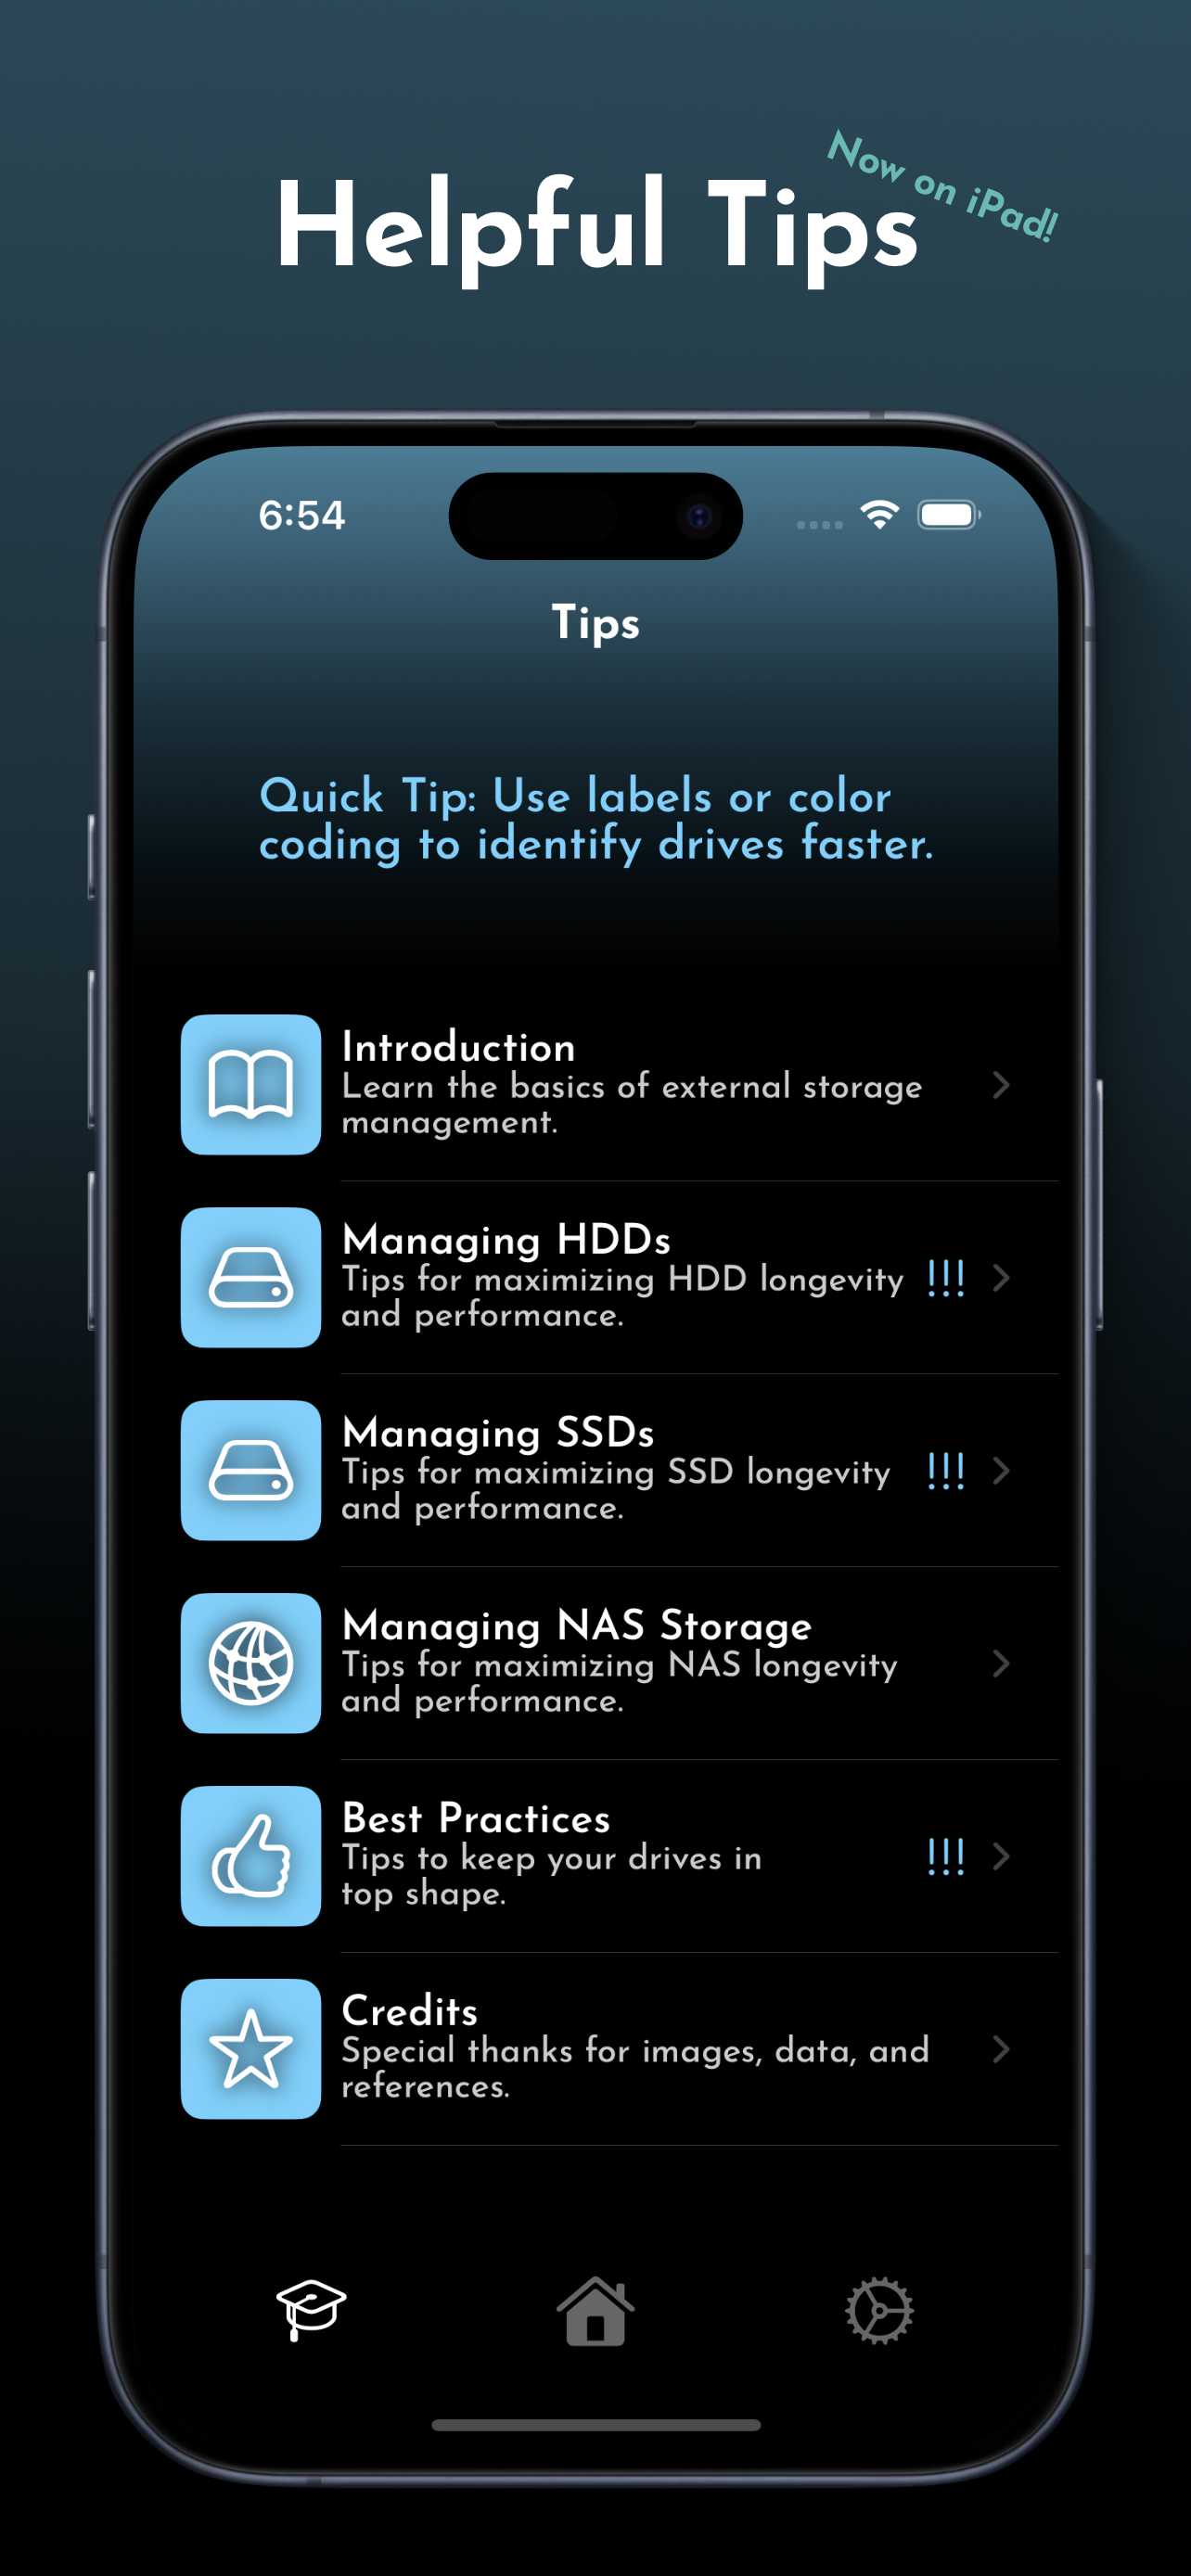 Now on iPad!
Helpful Tips
6:54
Tips
Quick Tip: Use labels or color
coding to identify drives faster.
Introduction
Learn the basics of external storage
management.
Managing HDDs
Tips for maximizing HDD longevity
and performance.
!!!
Managing SSDs
Tips for maximizing SSD longevity
and performance.
!!!
Managing NAS Storage
Tips for maximizing NAS longevity
and performance.
Best Practices
Tips to keep your drives in
top shape.
!!!
Credits
Special thanks for images, data, and
references.